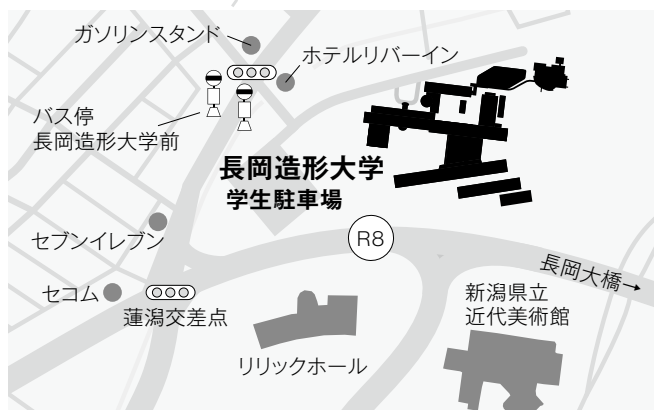 ガソリンスタンド
ホテルリバーイン
バス停
長岡造形大学前
長岡造形大学
学生駐車場
セブンイレブン
R8
長岡大橋→
セコム
蓮潟交差点
新潟県立
近代美術館
リリックホール